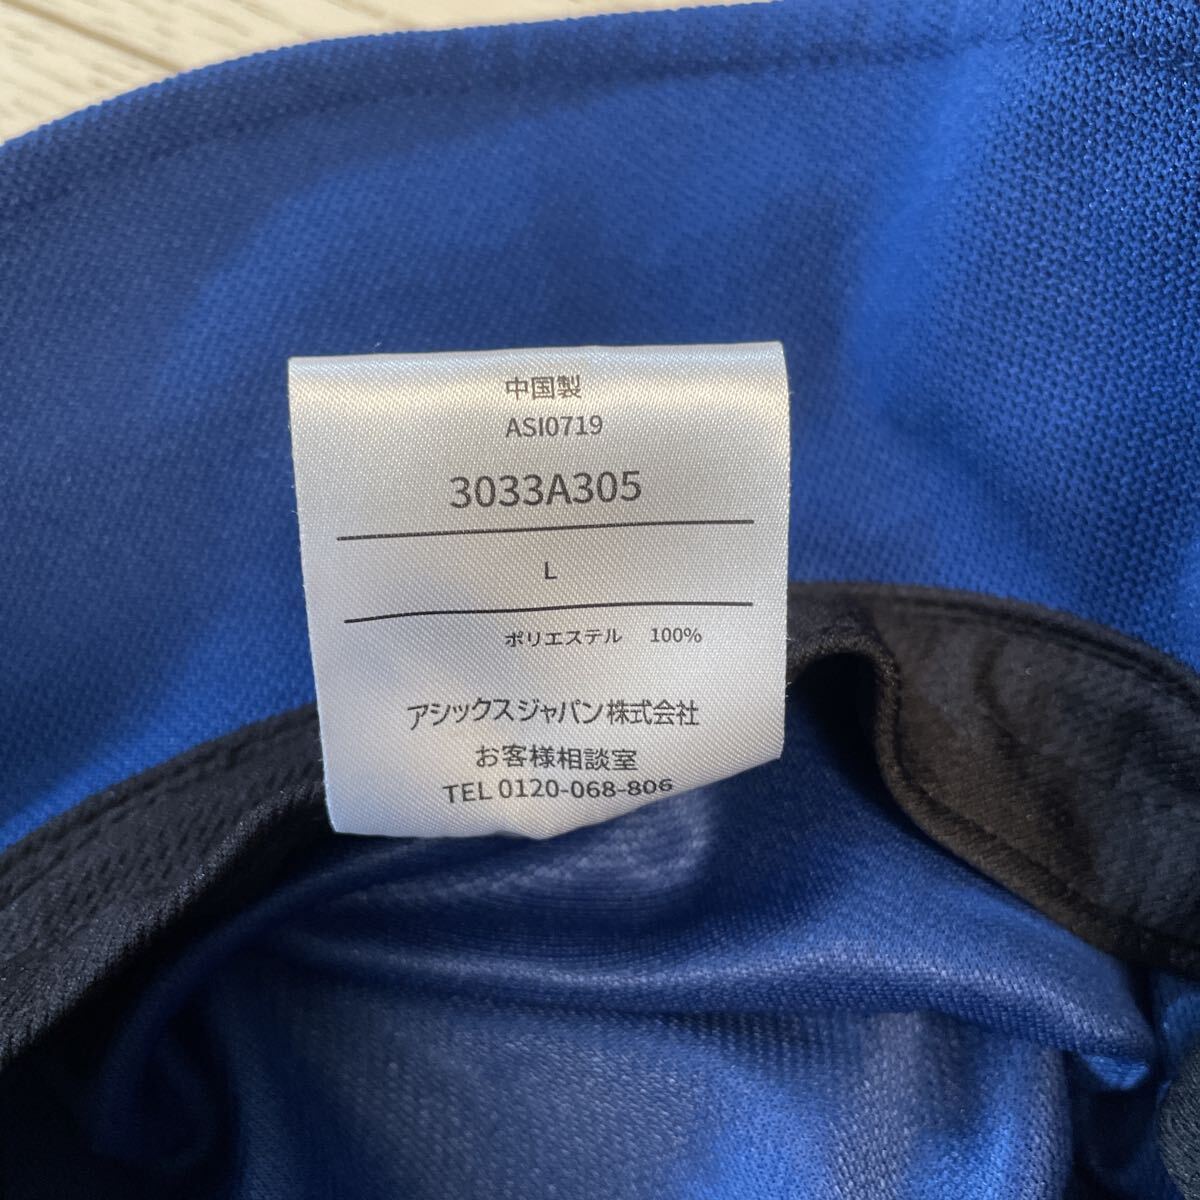 中国製
ASI0719
3033A305
L
ポリエステル 100%
アシックスジャパン株式会社
お客様相談室
TEL 0120-068-806